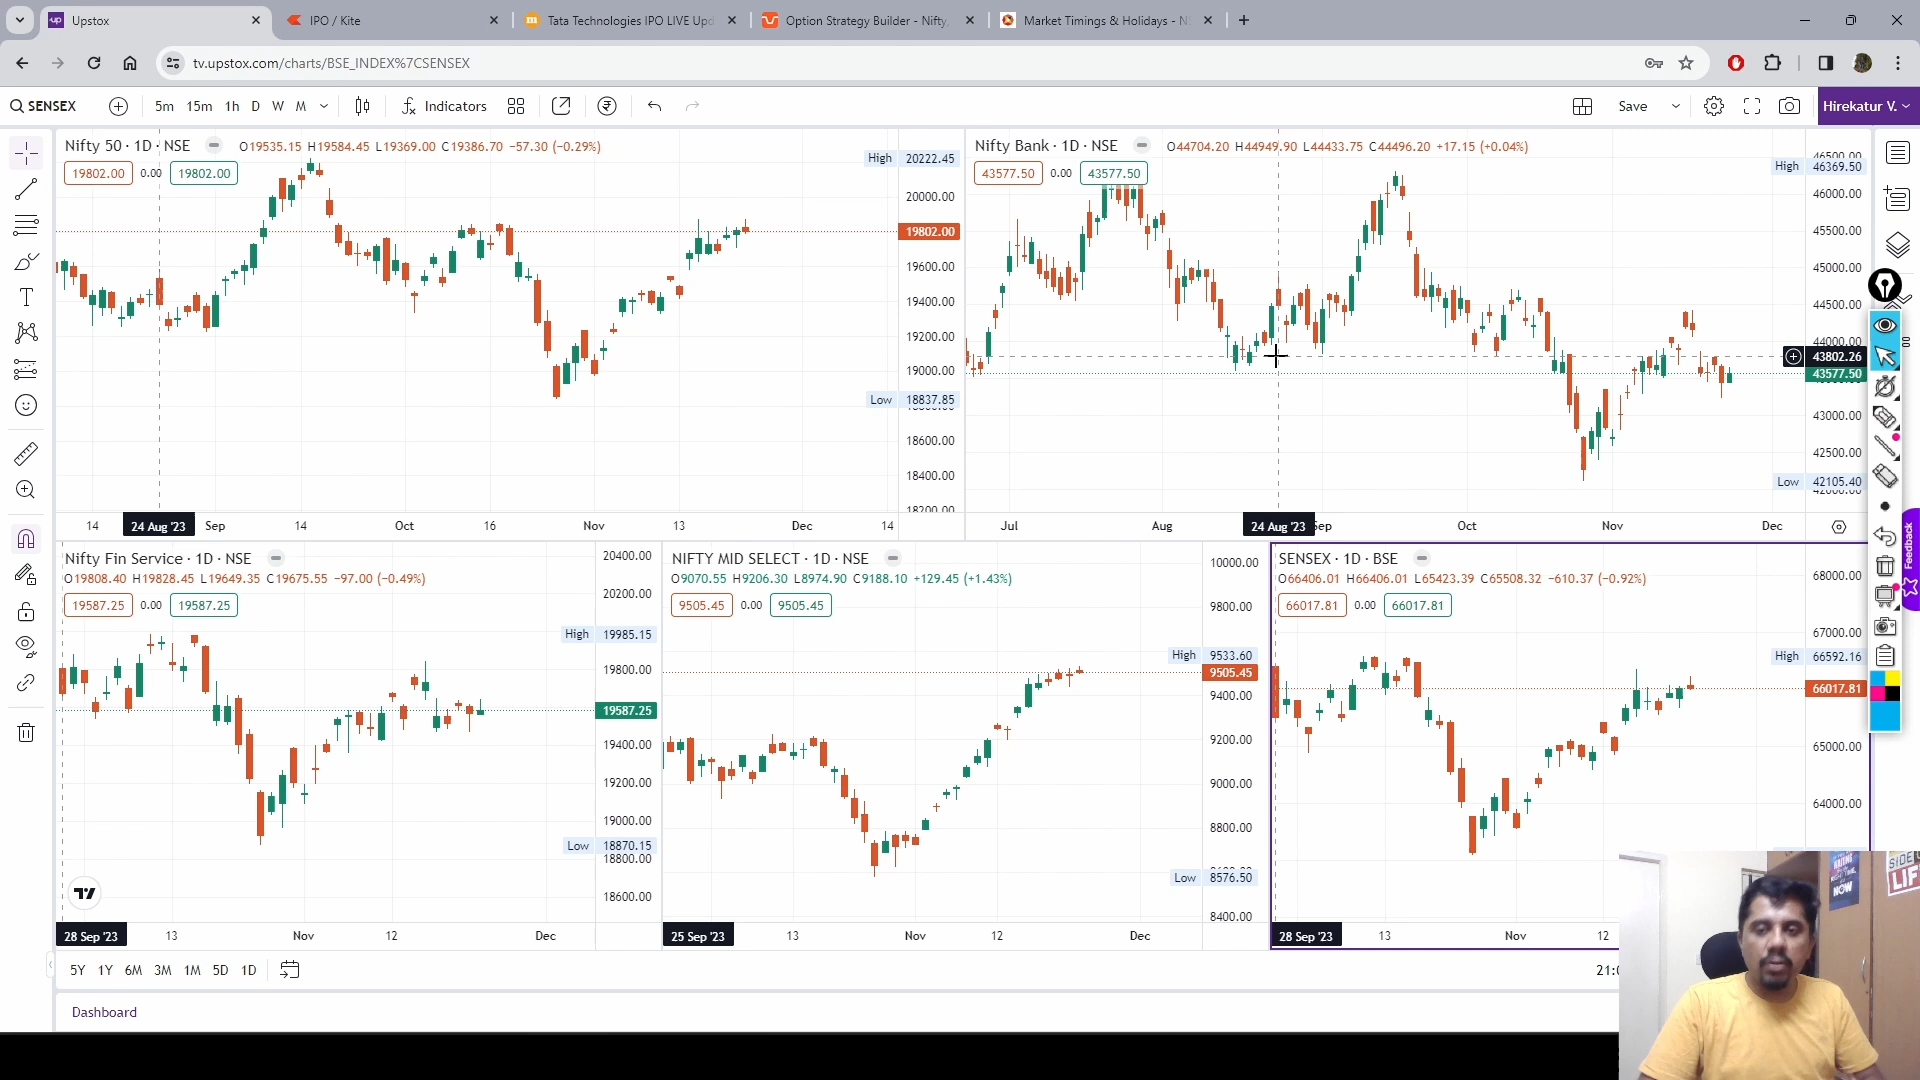 Upstox
IPO / Kite
Tata Technologies IPO LIVE Upd
Option Strategy Builder - Nifty,
Market Timings & Holidays - NS
tv.upstox.com/charts/BSE_INDEX%7CSENSEX
SENSEX
5m 15m 1h D W M
Indicators
Save
Hirekatur V.
Nifty 50 · 1D · NSE
O19535.15 H19584.45 L19369.00 C19386.70 -57.30 (-0.29%)
19802.00 0.00 19802.00
High 20222.45
20000.00
19802.00
19600.00
19400.00
19200.00
19000.00
Low 18837.85
18600.00
18400.00
18200.00
14 24 Aug '23 Sep 14 Oct 16 Nov 13 Dec 14
Nifty Bank · 1D · NSE
O44704.20 H44949.90 L44433.75 C44496.20 +17.15 (+0.04%)
43577.50 0.00 43577.50
46500.00
High 46369.50
46000.00
45500.00
45000.00
44500.00
44000.00
43802.26
43577.50
43000.00
42500.00
Low 42105.40
Jul Aug 24 Aug '23 Sep Oct Nov Dec
Nifty Fin Service · 1D · NSE
O19808.40 H19828.45 L19649.35 C19675.55 -97.00 (-0.49%)
19587.25 0.00 19587.25
20400.00
20200.00
High 19985.15
19800.00
19587.25
19400.00
19200.00
19000.00
Low 18870.15
18800.00
18600.00
28 Sep '23 13 Nov 12 Dec
NIFTY MID SELECT · 1D · NSE
O9070.55 H9206.30 L8974.90 C9188.10 +129.45 (+1.43%)
9505.45 0.00 9505.45
10000.00
9800.00
High 9533.60
9505.45
9400.00
9200.00
9000.00
8800.00
Low 8576.50
8400.00
25 Sep '23 13 Nov 12 Dec
SENSEX · 1D · BSE
O66406.01 H66406.01 L65423.39 C65508.32 -610.37 (-0.92%)
66017.81 0.00 66017.81
68000.00
67000.00
High 66592.16
66017.81
65000.00
64000.00
28 Sep '23 13 Nov 12
Feedback
5Y 1Y 6M 3M 1M 5D 1D
Dashboard
NOW
SIDE
LIF